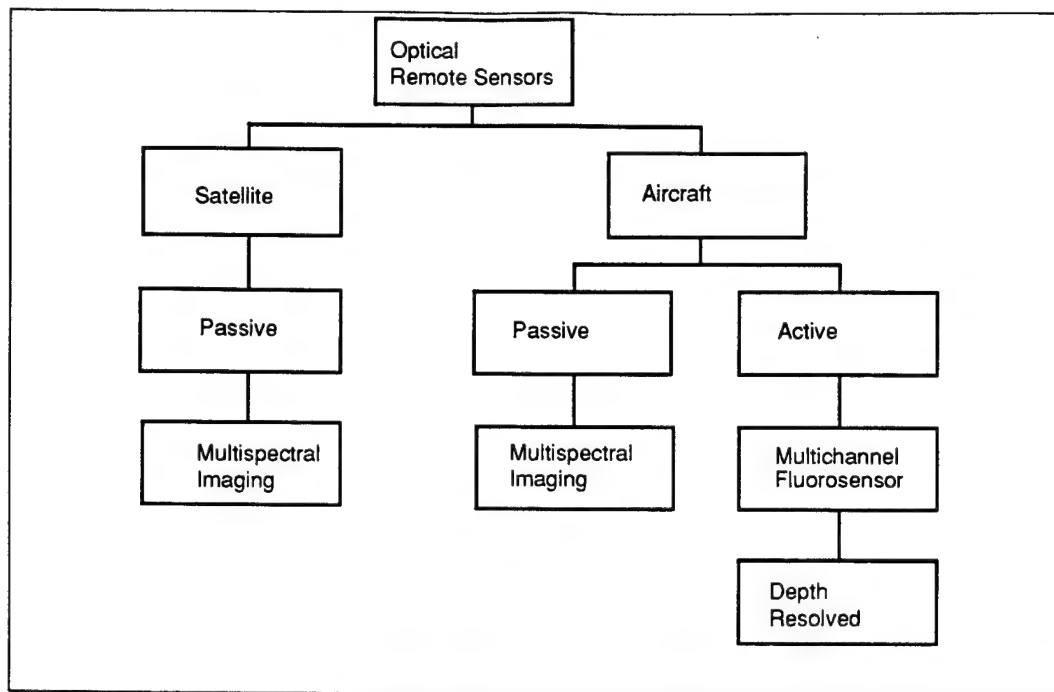 Optical
Remote Sensors
Satellite
Aircraft
Passive
Passive
Active
Multispectral
Imaging
Multispectral
Imaging
Multichannel
Fluorosensor
Depth
Resolved